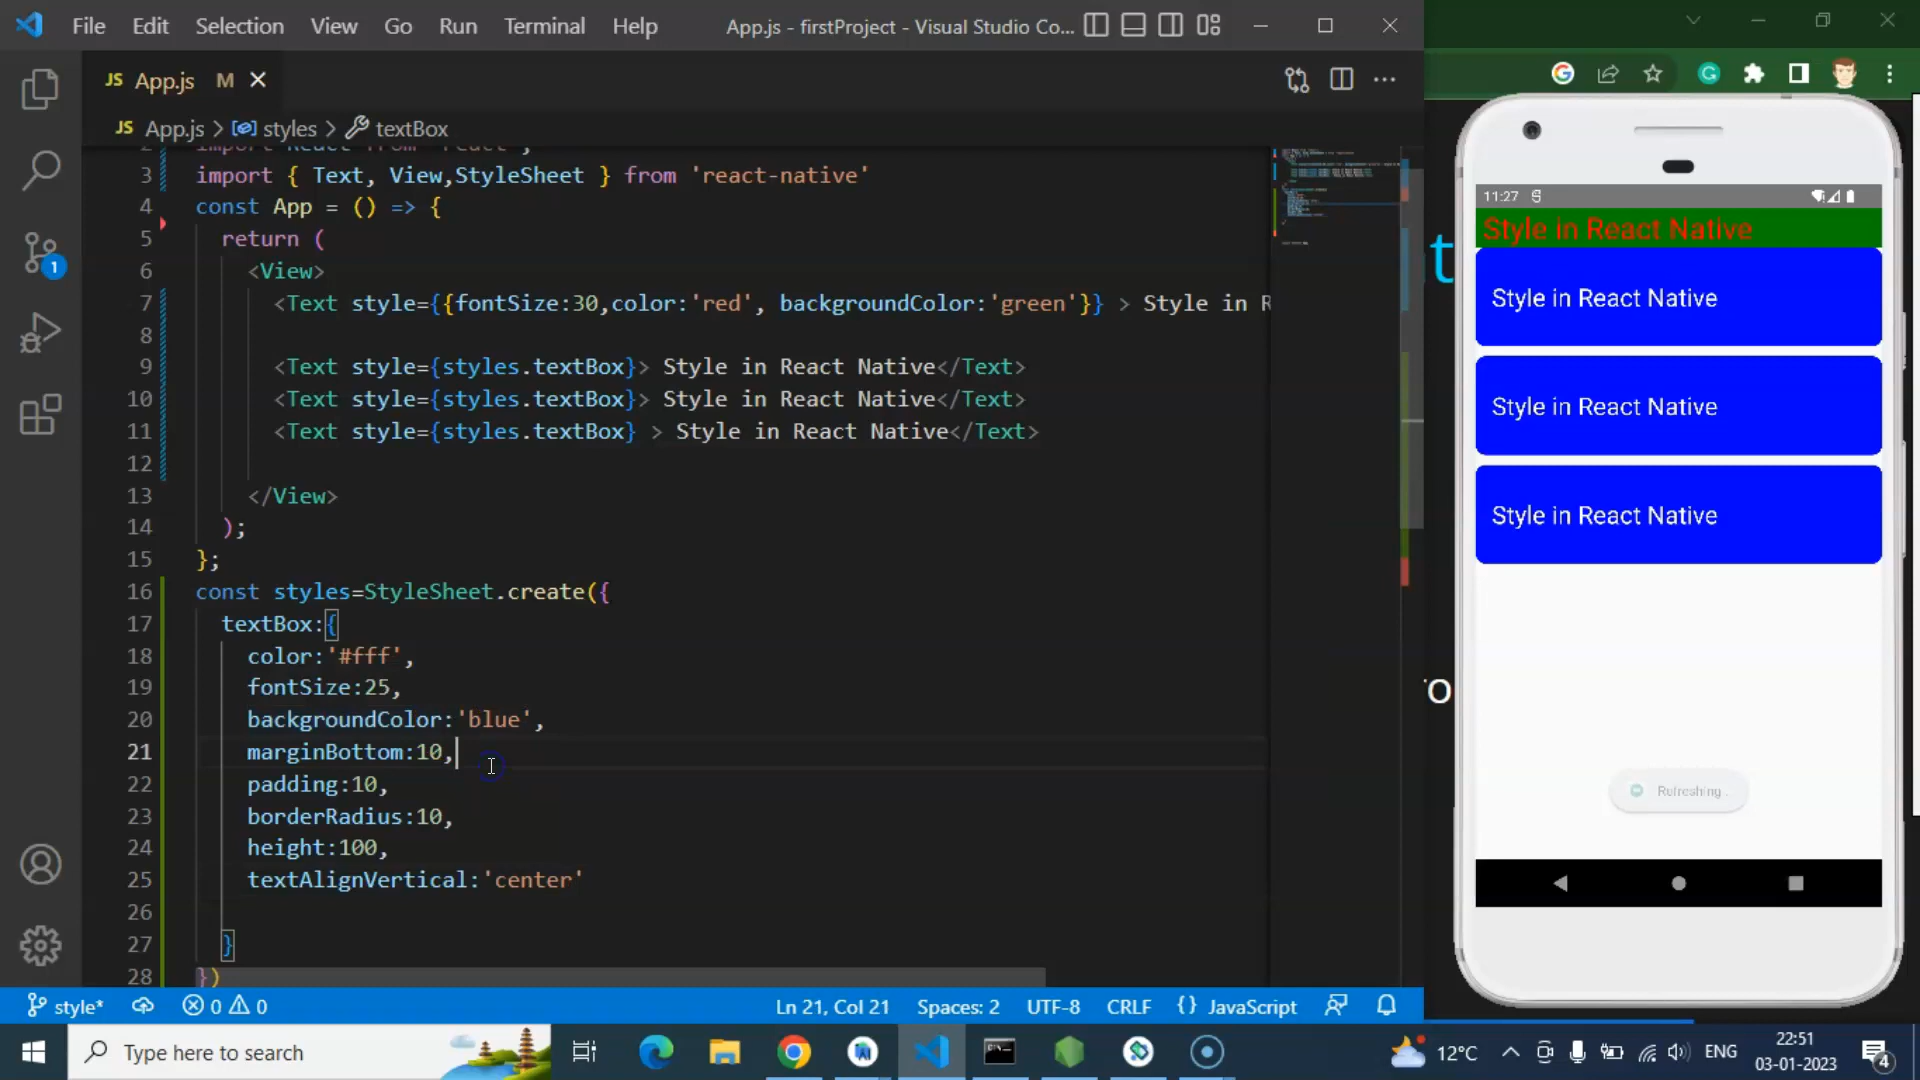 File Edit Selection View Go Run Terminal Help App.js - firstProject - Visual Studio Co...
JS App.js M
JS App.js > styles > textBox
2 import React from 'react';
3 import { Text, View,StyleSheet } from 'react-native'
4 const App = () => {
5 return (
6 <View>
7 <Text style={{fontSize:30,color:'red', backgroundColor:'green'}} > Style in R
8
9 <Text style={styles.textBox}> Style in React Native</Text>
10 <Text style={styles.textBox}> Style in React Native</Text>
11 <Text style={styles.textBox} > Style in React Native</Text>
12
13 </View>
14 );
15 };
16 const styles=StyleSheet.create({
17 textBox:{
18 color:'#fff',
19 fontSize:25,
20 backgroundColor:'blue',
21 marginBottom:10,
22 padding:10,
23 borderRadius:10,
24 height:100,
25 textAlignVertical:'center'
26
27 }
28 })
style* 0 0 Ln 21, Col 21 Spaces: 2 UTF-8 CRLF {} JavaScript
t
ro
11:27
Style in React Native
Style in React Native
Style in React Native
Style in React Native
Refreshing..
Type here to search
12°C ENG 22:51
03-01-2023
4
1